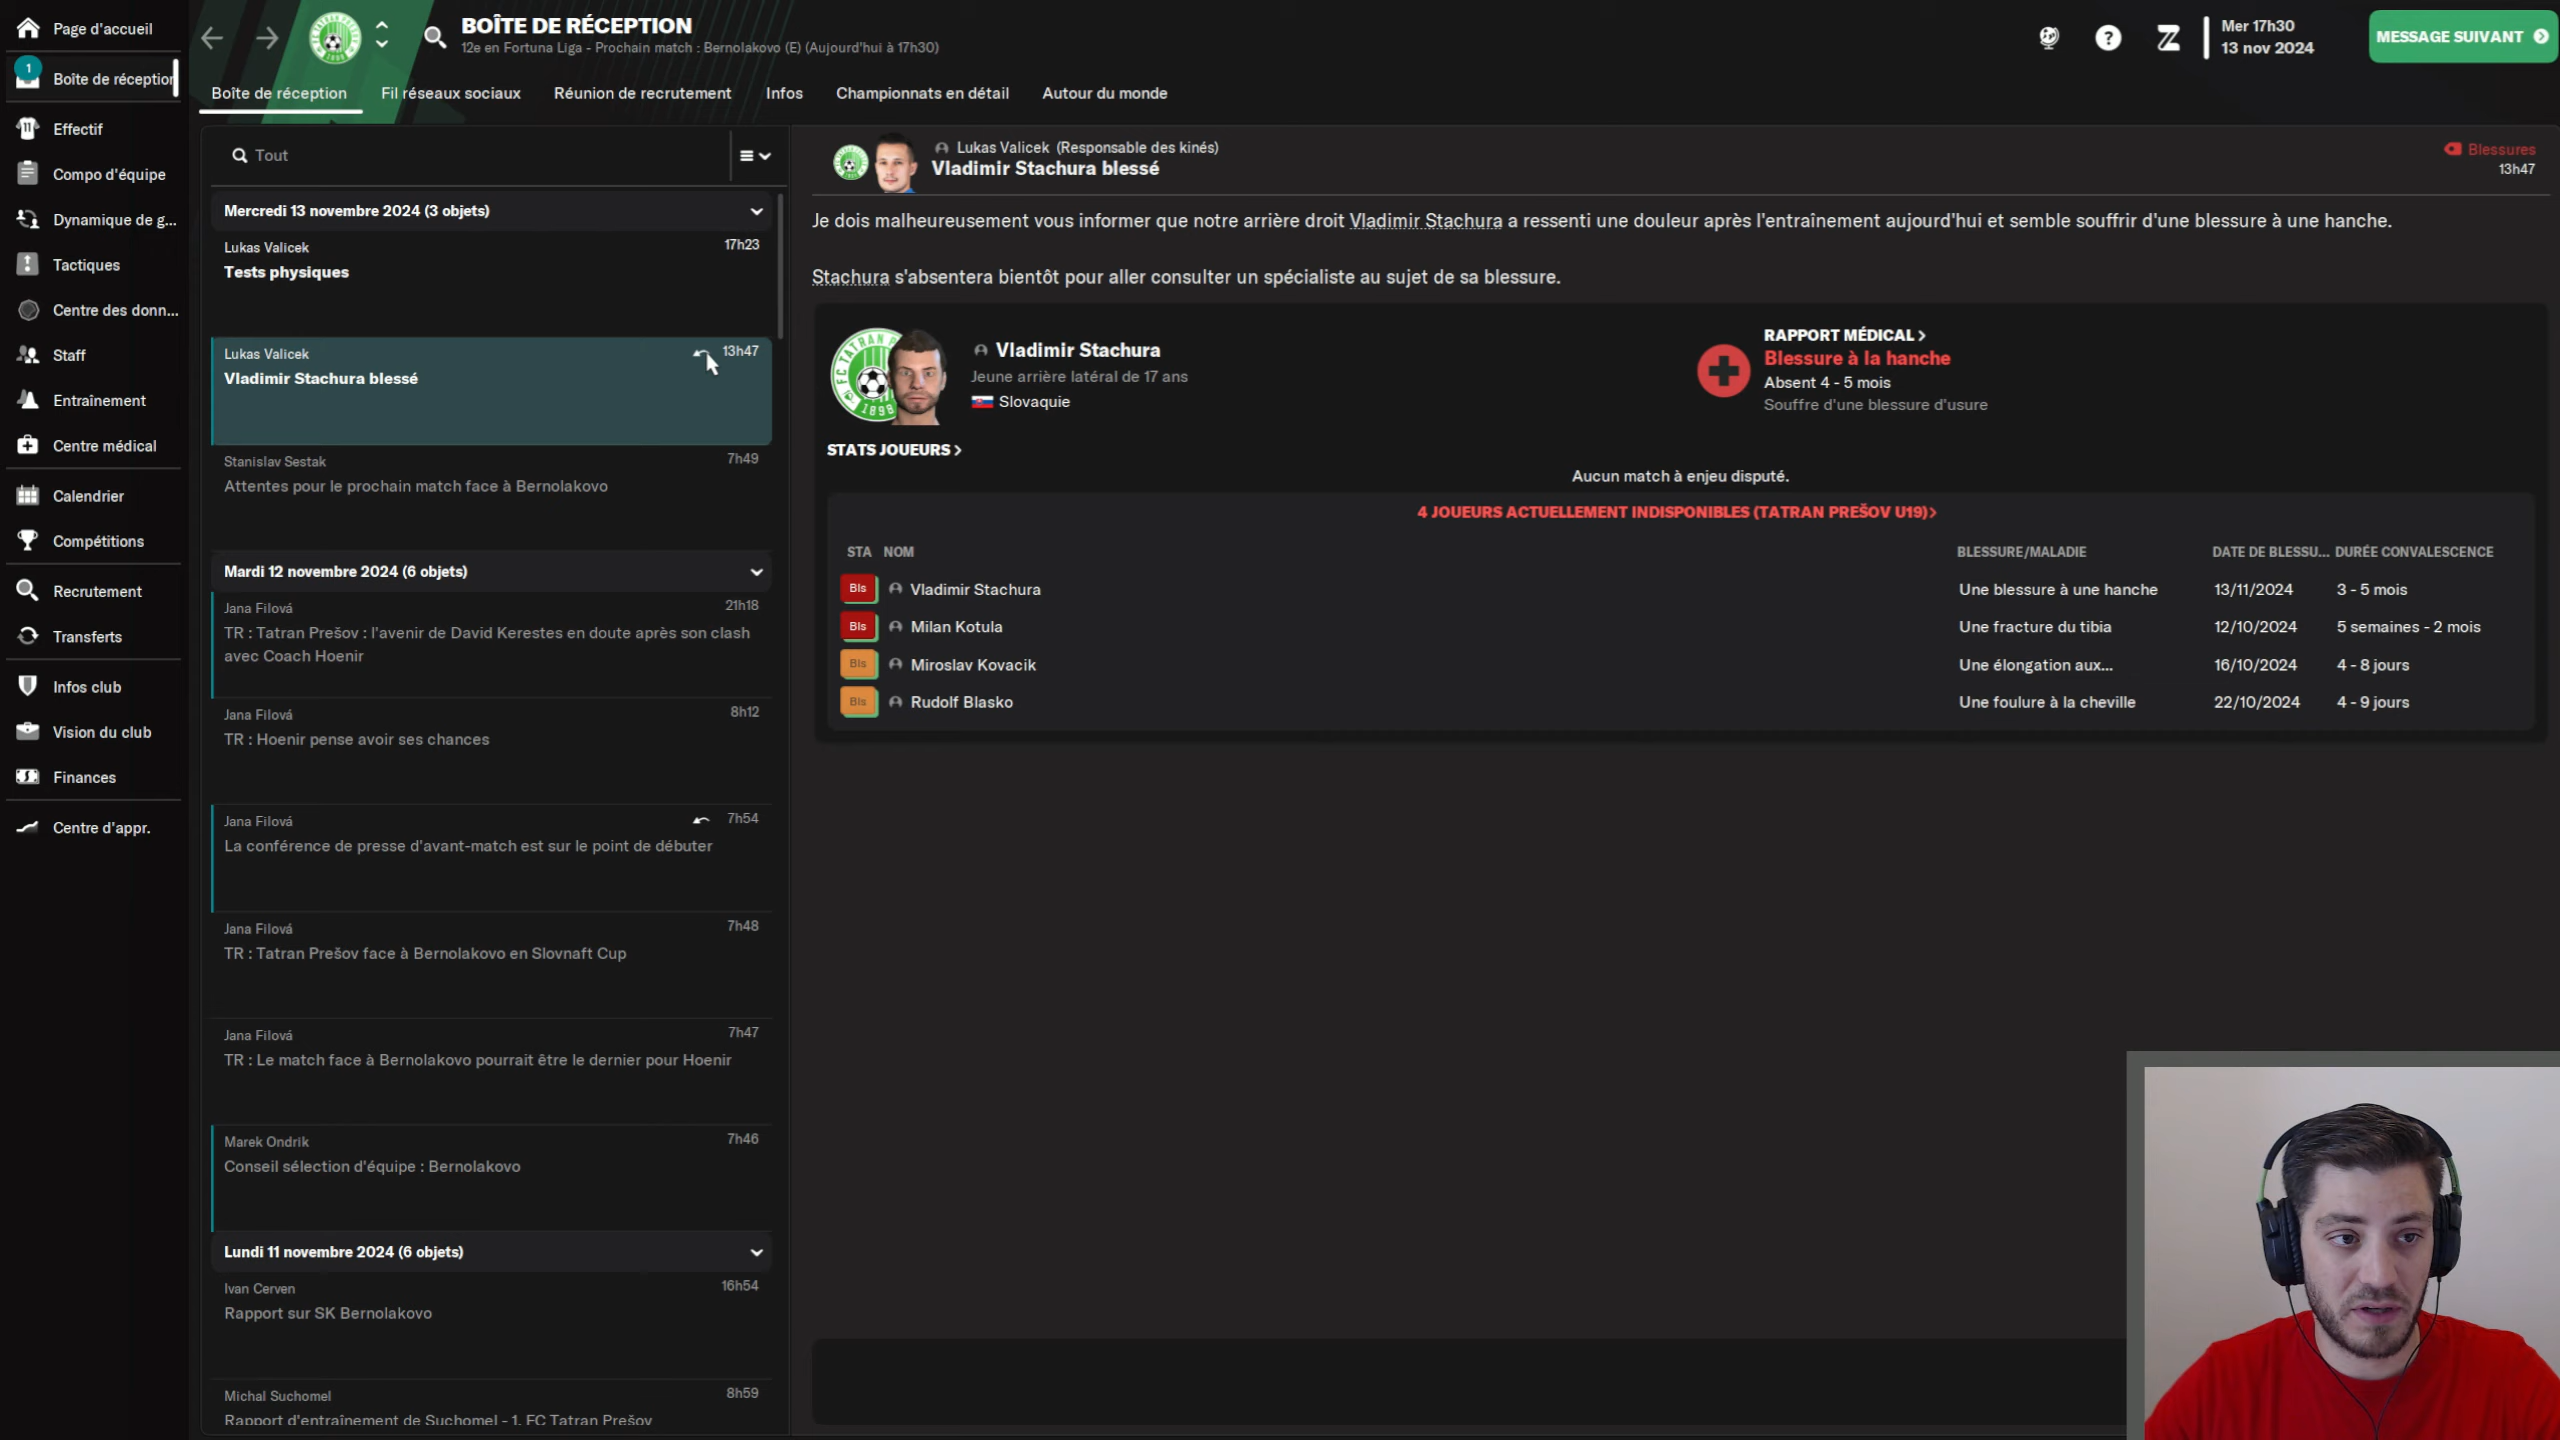 Page d'accueil
1
Boîte de réception
Effectif
Compo d'équipe
Dynamique de g...
Tactiques
Centre des donn...
Staff
Entraînement
Centre médical
Calendrier
Compétitions
Recrutement
Transferts
Infos club
Vision du club
Finances
Centre d'appr.
BOÎTE DE RÉCEPTION
12e en Fortuna Liga - Prochain match : Bernolakovo (E) (Aujourd'hui à 17h30)
Mer 17h30
13 nov 2024
MESSAGE SUIVANT
Boîte de réception
Fil réseaux sociaux
Réunion de recrutement
Infos
Championnats en détail
Autour du monde
Tout
Mercredi 13 novembre 2024 (3 objets)
Lukas Valicek 17h23
Tests physiques
Lukas Valicek 13h47
Vladimir Stachura blessé
Stanislav Sestak 7h49
Attentes pour le prochain match face à Bernolakovo
Mardi 12 novembre 2024 (6 objets)
Jana Filová 21h18
TR : Tatran Prešov : l'avenir de David Kerestes en doute après son clash
avec Coach Hoenir
Jana Filová 8h12
TR : Hoenir pense avoir ses chances
Jana Filová 7h54
La conférence de presse d'avant-match est sur le point de débuter
Jana Filová 7h48
TR : Tatran Prešov face à Bernolakovo en Slovnaft Cup
Jana Filová 7h47
TR : Le match face à Bernolakovo pourrait être le dernier pour Hoenir
Marek Ondrik 7h46
Conseil sélection d'équipe : Bernolakovo
Lundi 11 novembre 2024 (6 objets)
Ivan Cerven 16h54
Rapport sur SK Bernolakovo
Michal Suchomel 8h59
Rapport d'entraînement de Suchomel - 1. FC Tatran Prešov
Lukas Valicek (Responsable des kinés)
Vladimir Stachura blessé
Blessures
13h47
Je dois malheureusement vous informer que notre arrière droit Vladimir Stachura a ressenti une douleur après l'entraînement aujourd'hui et semble souffrir d'une blessure à une hanche.
Stachura s'absentera bientôt pour aller consulter un spécialiste au sujet de sa blessure.
FC TATRAN
1898
Vladimir Stachura
Jeune arrière latéral de 17 ans
Slovaquie
RAPPORT MÉDICAL
Blessure à la hanche
Absent 4 - 5 mois
Souffre d'une blessure d'usure
STATS JOUEURS
Aucun match à enjeu disputé.
4 JOUEURS ACTUELLEMENT INDISPONIBLES (TATRAN PREŠOV U19)
STA NOM BLESSURE/MALADIE DATE DE BLESSU... DURÉE CONVALESCENCE
Bls Vladimir Stachura Une blessure à une hanche 13/11/2024 3 - 5 mois
Bls Milan Kotula Une fracture du tibia 12/10/2024 5 semaines - 2 mois
Bls Miroslav Kovacik Une élongation aux... 16/10/2024 4 - 8 jours
Bls Rudolf Blasko Une foulure à la cheville 22/10/2024 4 - 9 jours